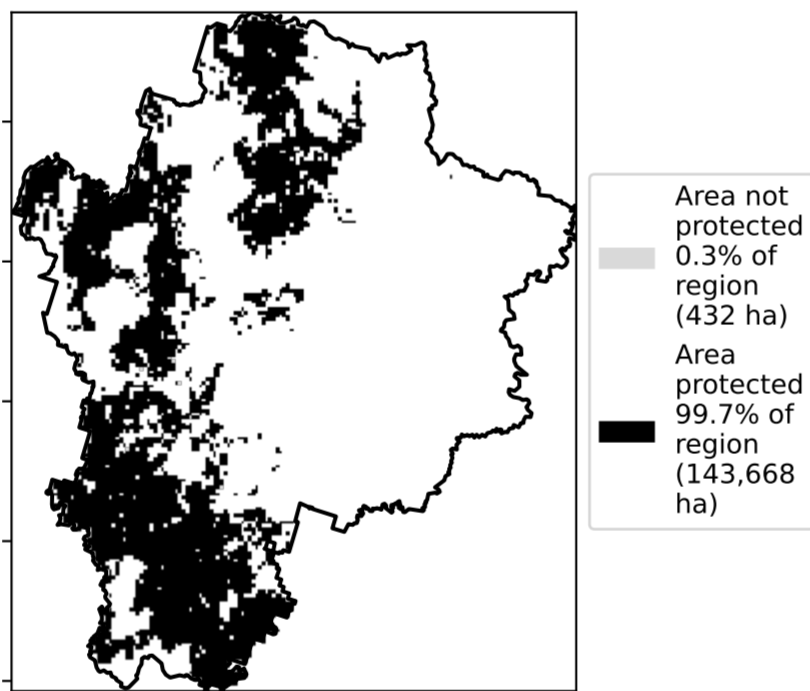 Area not
protected
0.3% of
region
(432 ha)
Area
protected
99.7% of
region
(143,668
ha)